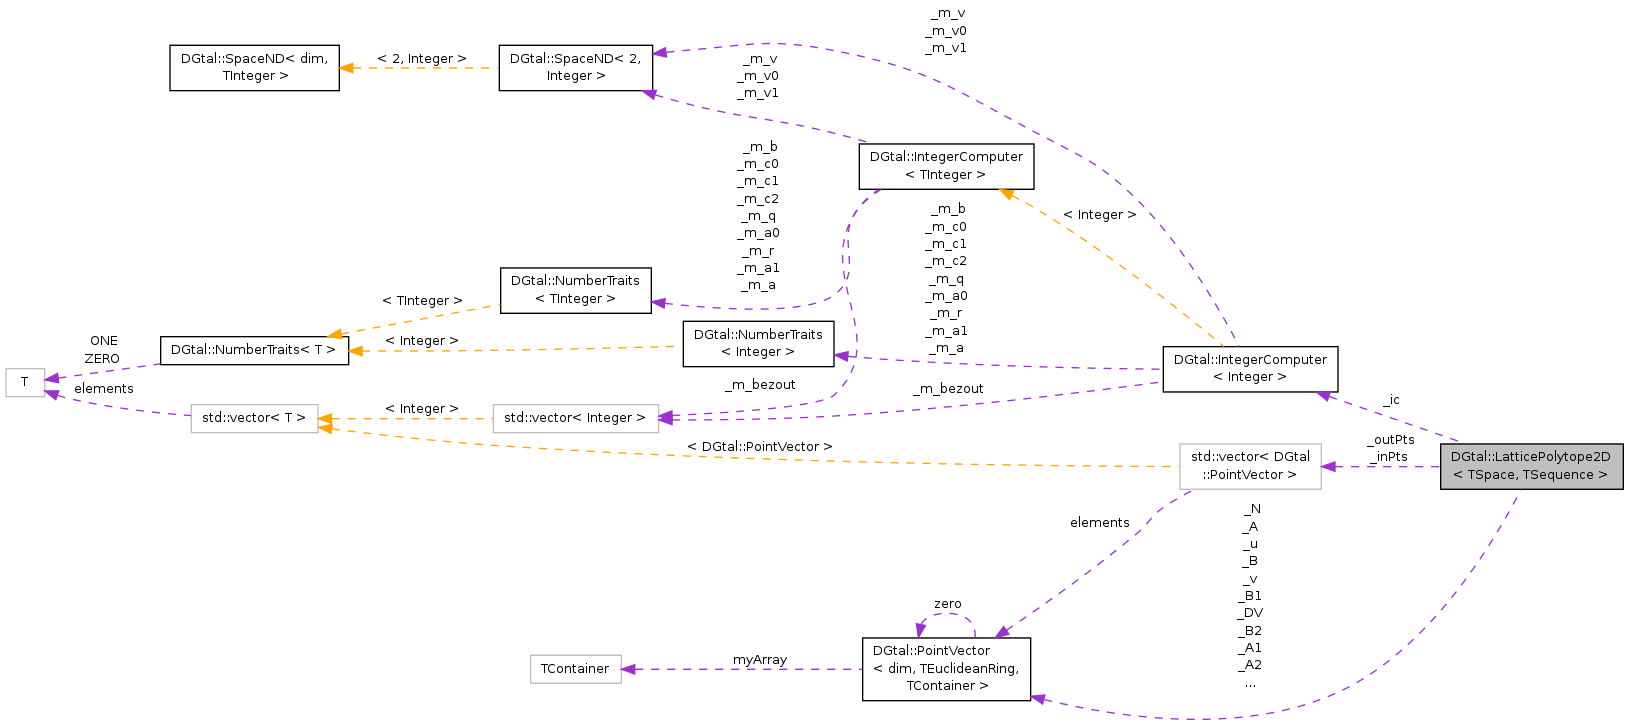 _m_v
_m_v0
_m_v1
DGtal::SpaceND< dim,
TInteger >
< 2, Integer >
DGtal::SpaceND< 2,
Integer >
_m_v
_m_v0
_m_v1
DGtal::IntegerComputer
< TInteger >
_m_b
_m_c0
_m_c1
_m_c2
_m_q
_m_a0
_m_r
_m_a1
_m_a
< Integer >
_m_b
_m_c0
_m_c1
_m_c2
_m_q
_m_a0
_m_r
_m_a1
_m_a
DGtal::NumberTraits
< TInteger >
< TInteger >
DGtal::NumberTraits
< Integer >
< Integer >
ONE
ZERO
DGtal::NumberTraits< T >
DGtal::IntegerComputer
< Integer >
T
elements
_m_bezout
_m_bezout
_ic
std::vector< T >
< Integer >
std::vector< Integer >
< DGtal::PointVector >
std::vector< DGtal
::PointVector >
_outPts
_inPts
DGtal::LatticePolytope2D
< TSpace, TSequence >
elements
_N
_A
_u
_B
_v
_B1
_DV
_B2
_A1
_A2
...
zero
TContainer
myArray
DGtal::PointVector
< dim, TEuclideanRing,
TContainer >